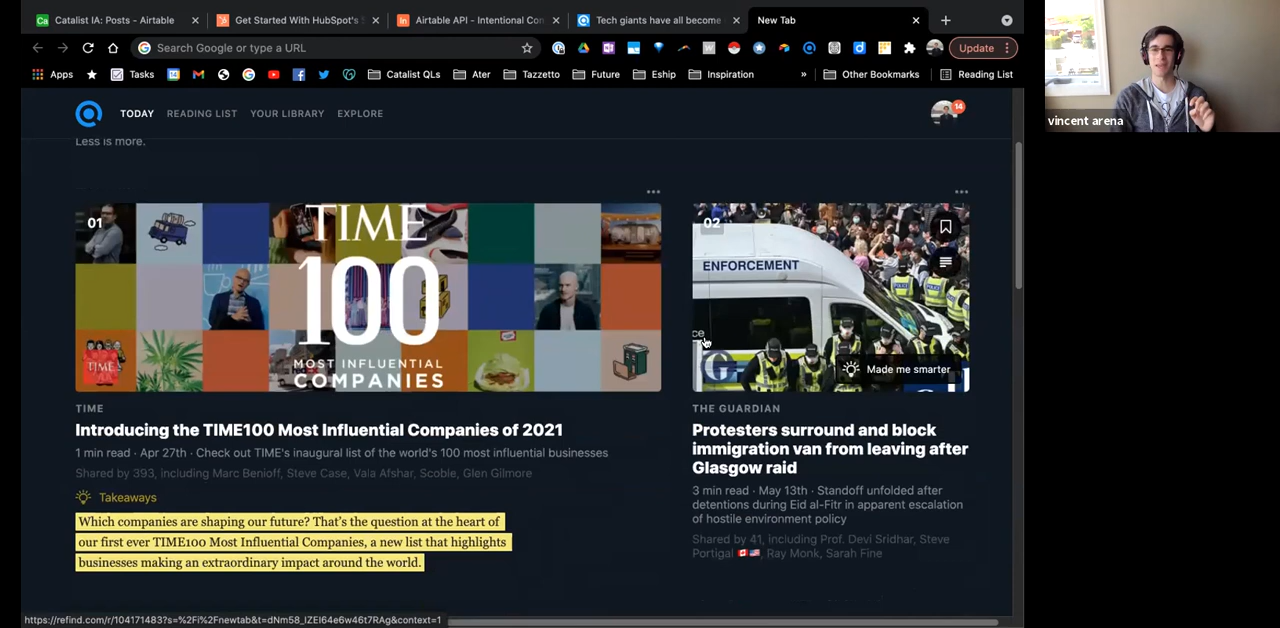 Catalist IA: Posts - Airtable
Get Started With HubSpot's
Airtable API - Intentional Con
Tech giants have all become
New Tab
Search Google or type a URL
Update
Apps
Tasks
Catalist QLs
Ater
Tazzetto
Future
Eship
Inspiration
»
Other Bookmarks
Reading List
vincent arena
TODAY
READING LIST
YOUR LIBRARY
EXPLORE
14
Less is more.
01
TIME
100
MOST INFLUENTIAL
COMPANIES
TIME
02
ENFORCEMENT
ce
Made me smarter
TIME
Introducing the TIME100 Most Influential Companies of 2021
1 min read · Apr 27th · Check out TIME's inaugural list of the world's 100 most influential businesses
Shared by 393, including Marc Benioff, Steve Case, Vala Afshar, Scoble, Glen Gilmore
Takeaways
Which companies are shaping our future? That's the question at the heart of
our first ever TIME100 Most Influential Companies, a new list that highlights
businesses making an extraordinary impact around the world.
THE GUARDIAN
Protesters surround and block
immigration van from leaving after
Glasgow raid
3 min read · May 13th · Standoff unfolded after
detentions during Eid al-Fitr in apparent escalation
of hostile environment policy
Shared by 41, including Prof. Devi Sridhar, Steve
Portigal 🇨🇦🇺🇸, Ray Monk, Sarah Fine
https://refind.com/r/104171483?s=%2Fi%2Fnewtab&t=dNm58_IZEI64e6w46t7RAg&context=1